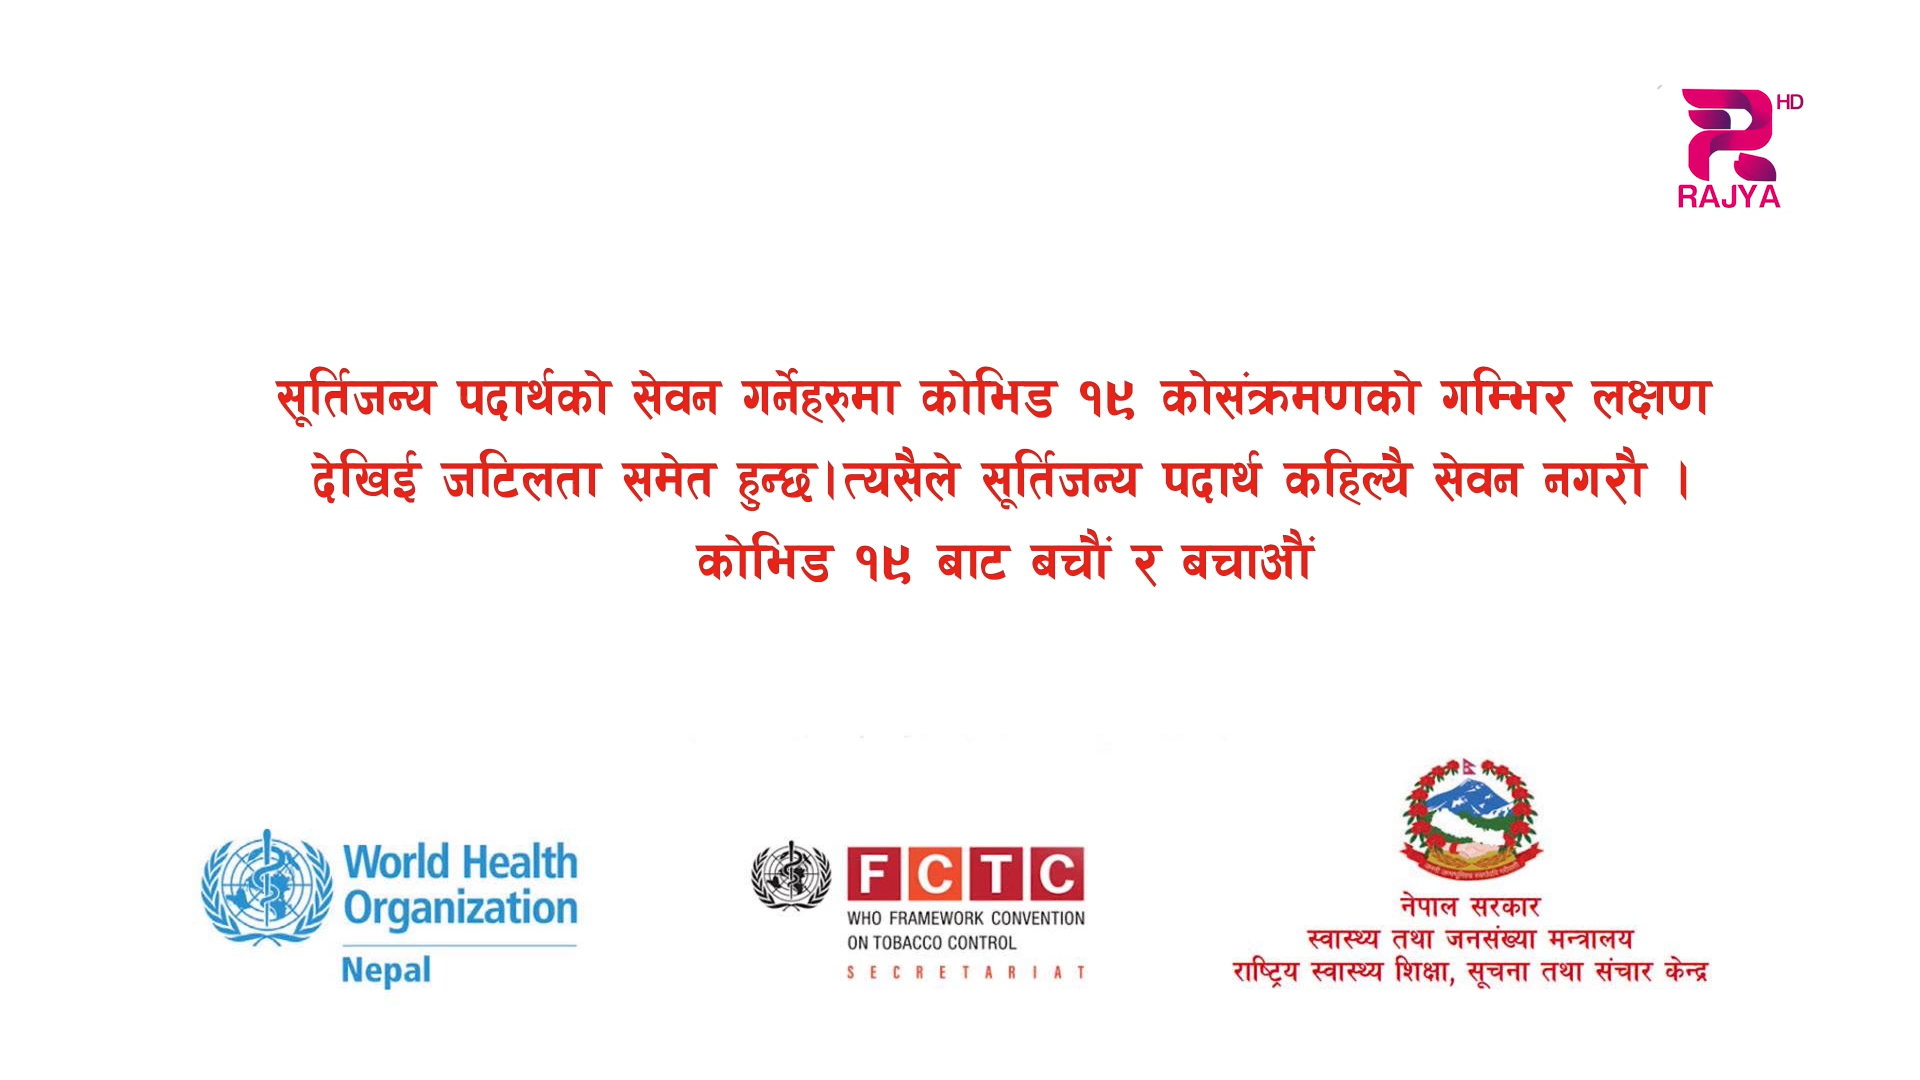 HD
RAJYA
सूर्तिजन्य पदार्थको सेवन गर्नेहरुमा कोभिड १९ कोसंक्रमणको गम्भिर लक्षण
देखिई जटिलता समेत हुन्छ।त्यसैले सूर्तिजन्य पदार्थ कहिल्यै सेवन नगरौ ।
कोभिड १९ बाट बचौं र बचाऔं
World Health
Organization
Nepal
FCTC
WHO FRAMEWORK CONVENTION
ON TOBACCO CONTROL
SECRETARIAT
नेपाल सरकार
स्वास्थ्य तथा जनसंख्या मन्त्रालय
राष्ट्रिय स्वास्थ्य शिक्षा, सूचना तथा संचार केन्द्र